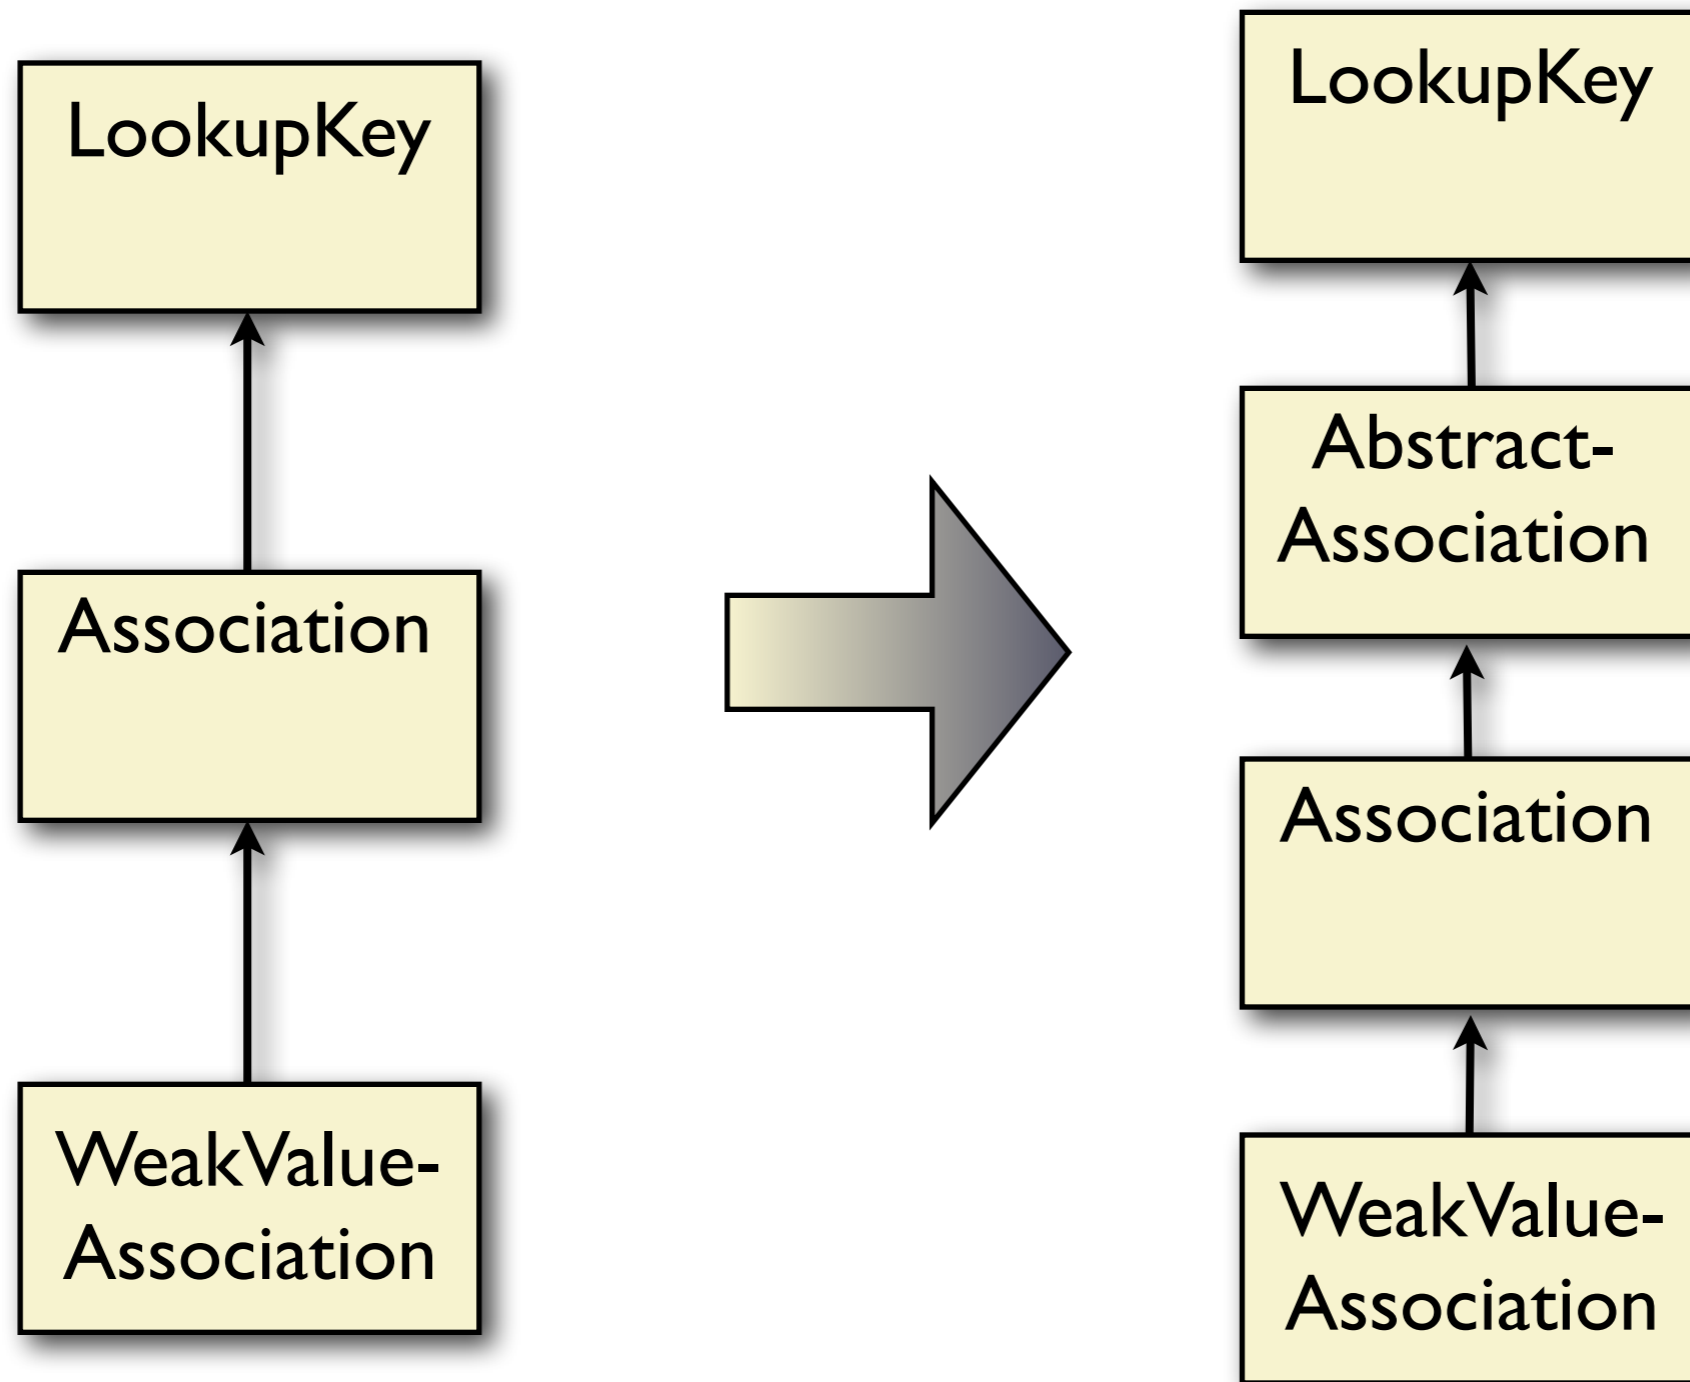 LookupKey
Association
WeakValue-
Association
LookupKey
Abstract-
Association
Association
WeakValue-
Association